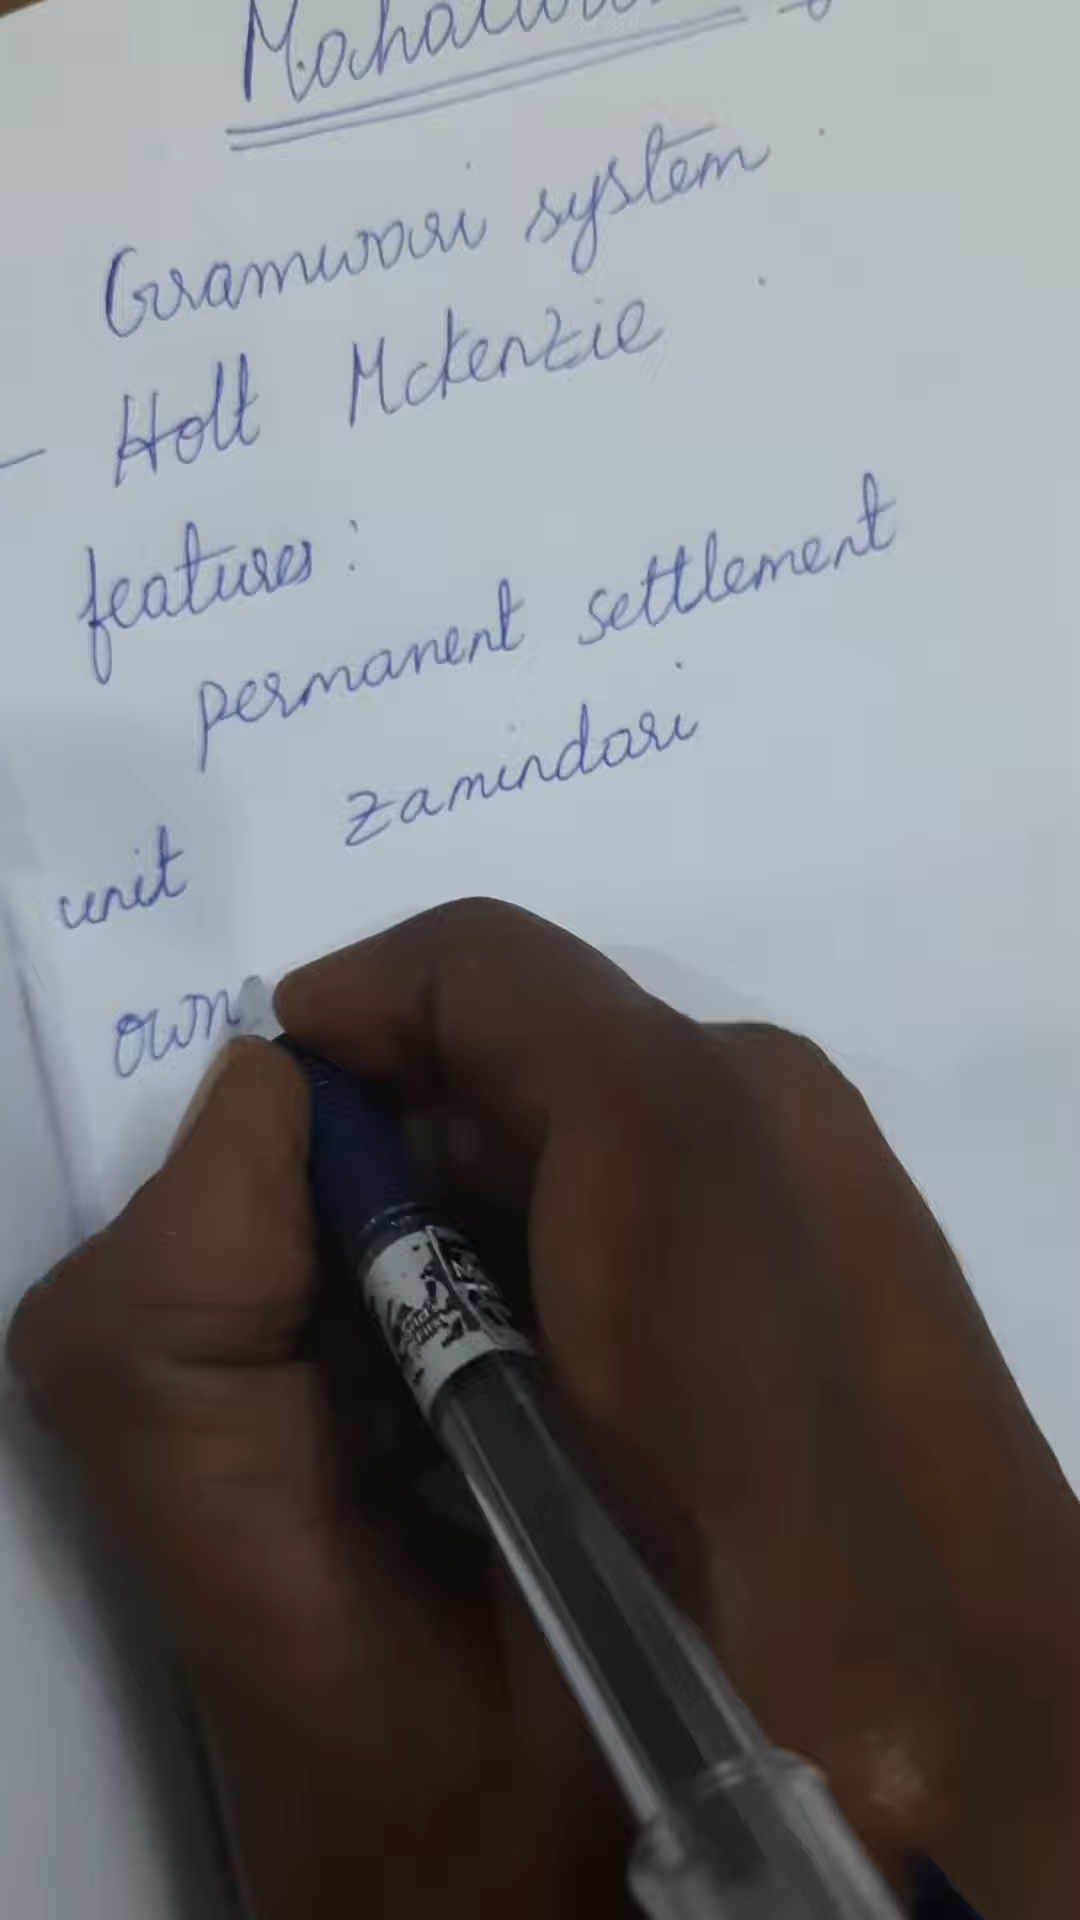 Gramwari system
- Holt Mckenzie
features:
permanent settlement
zamindari
unit
own